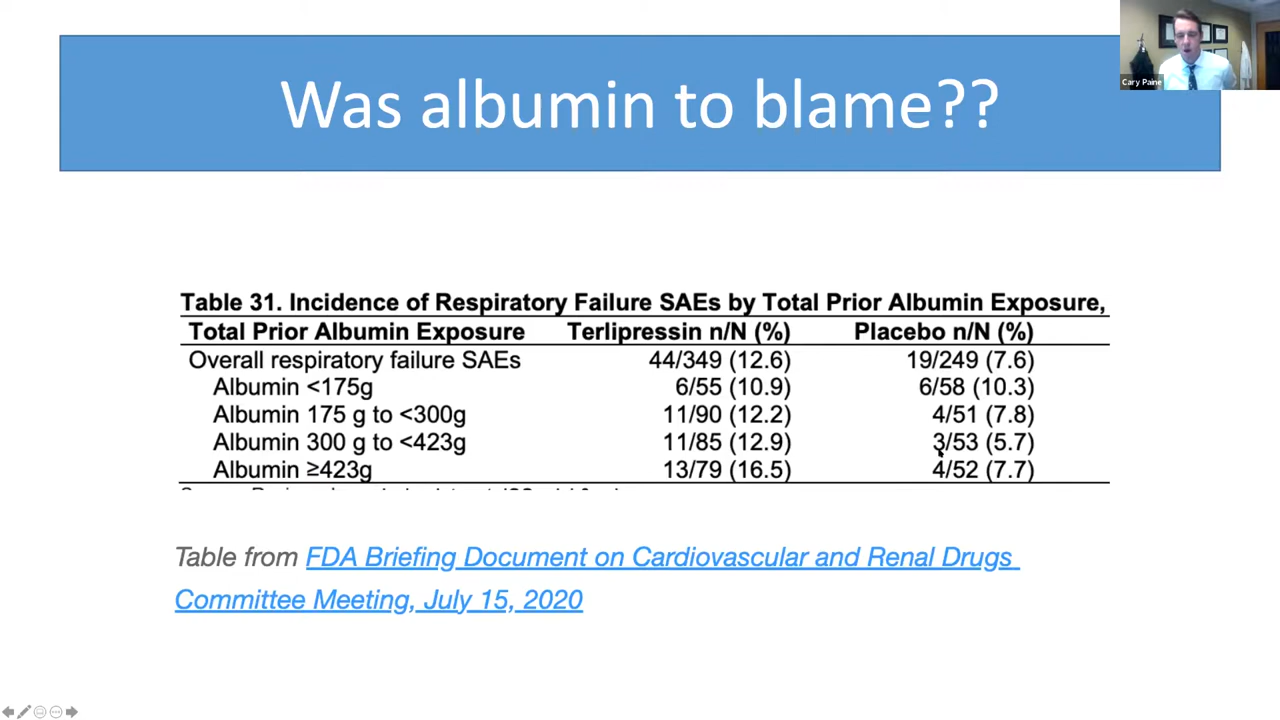 Was albumin to blame??
Cary Paine
Table 31. Incidence of Respiratory Failure SAEs by Total Prior Albumin Exposure,
Total Prior Albumin Exposure Terlipressin n/N (%) Placebo n/N (%)
Overall respiratory failure SAEs 44/349 (12.6) 19/249 (7.6)
Albumin <175g 6/55 (10.9) 6/58 (10.3)
Albumin 175 g to <300g 11/90 (12.2) 4/51 (7.8)
Albumin 300 g to <423g 11/85 (12.9) 3/53 (5.7)
Albumin ≥423g 13/79 (16.5) 4/52 (7.7)
Table from FDA Briefing Document on Cardiovascular and Renal Drugs
Committee Meeting, July 15, 2020